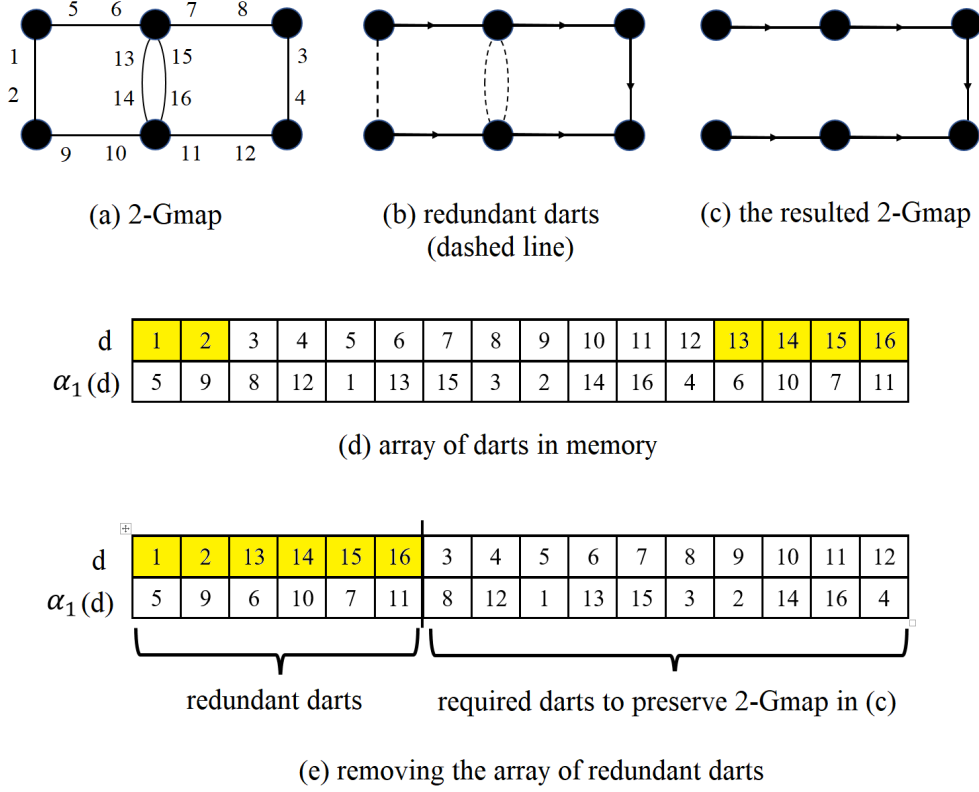 5 6 7 8
1 13 15 3
2 14 16 4
9 10 11 12
(a) 2-Gmap
(b) redundant darts
(dashed line)
(c) the resulted 2-Gmap
d 1 2 3 4 5 6 7 8 9 10 11 12 13 14 15 16
α₁(d) 5 9 8 12 1 13 15 3 2 14 16 4 6 10 7 11
(d) array of darts in memory
d 1 2 13 14 15 16 3 4 5 6 7 8 9 10 11 12
α₁(d) 5 9 6 10 7 11 8 12 1 13 15 3 2 14 16 4
redundant darts
required darts to preserve 2-Gmap in (c)
(e) removing the array of redundant darts